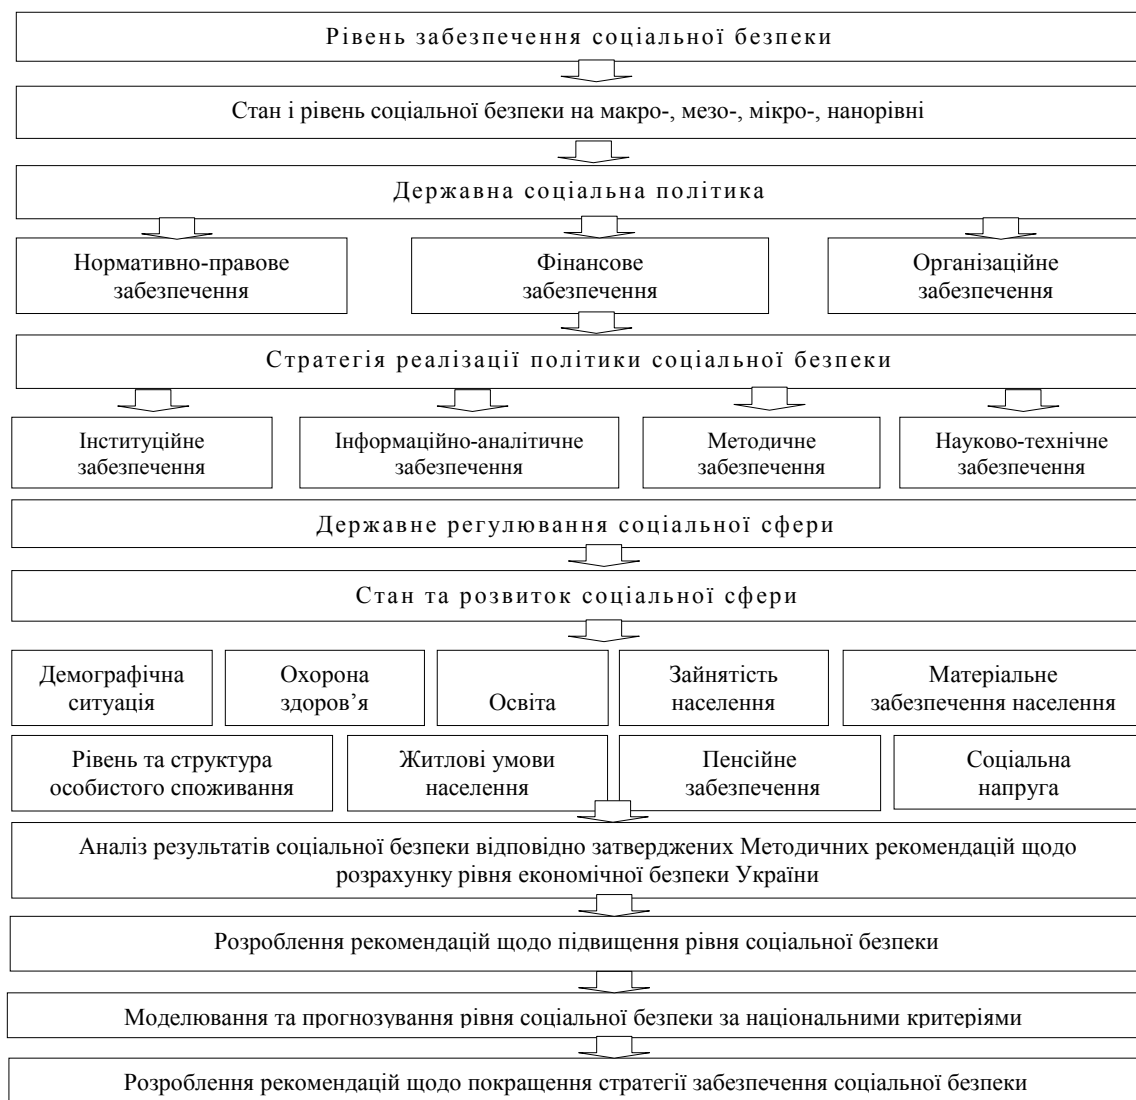 Рівень забезпечення соціальної безпеки
Стан і рівень соціальної безпеки на макро-, мезо-, мікро-, нанорівні
Державна соціальна політика
Нормативно-правове
забезпечення
Фінансове
забезпечення
Організаційне
забезпечення
Стратегія реалізації політики соціальної безпеки
Інституційне
забезпечення
Інформаційно-аналітичне
забезпечення
Методичне
забезпечення
Науково-технічне
забезпечення
Державне регулювання соціальної сфери
Стан та розвиток соціальної сфери
Демографічна
ситуація
Охорона
здоров’я
Освіта
Зайнятість
населення
Матеріальне
забезпечення населення
Рівень та структура
особистого споживання
Житлові умови
населення
Пенсійне
забезпечення
Соціальна
напруга
Аналіз результатів соціальної безпеки відповідно затверджених Методичних рекомендацій щодо
розрахунку рівня економічної безпеки України
Розроблення рекомендацій щодо підвищення рівня соціальної безпеки
Моделювання та прогнозування рівня соціальної безпеки за національними критеріями
Розроблення рекомендацій щодо покращення стратегії забезпечення соціальної безпеки